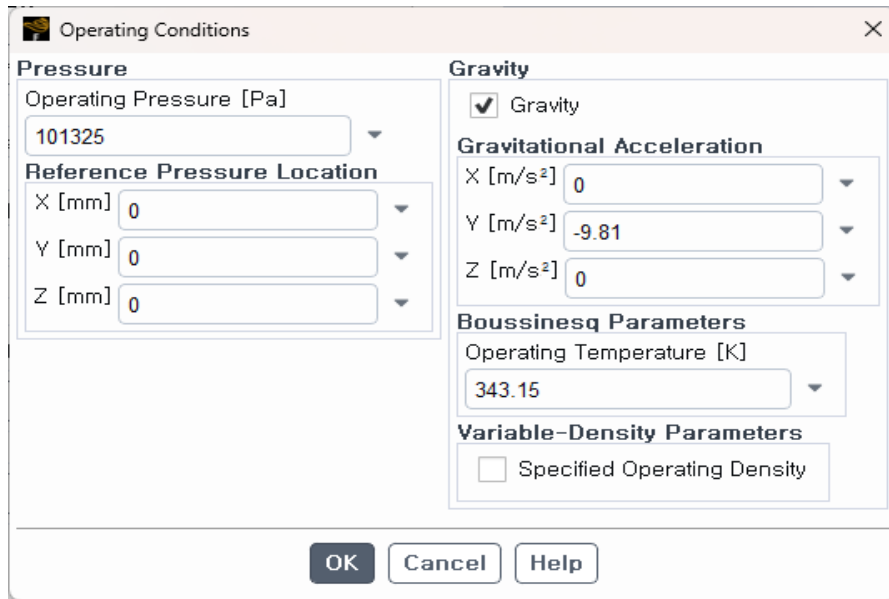 Operating Conditions
Pressure
Operating Pressure [Pa]
101325
Reference Pressure Location
X [mm] 0
Y [mm] 0
Z [mm] 0
Gravity
Gravity
Gravitational Acceleration
X [m/s²] 0
Y [m/s²] -9.81
Z [m/s²] 0
Boussinesq Parameters
Operating Temperature [K]
343.15
Variable-Density Parameters
Specified Operating Density
OK Cancel Help